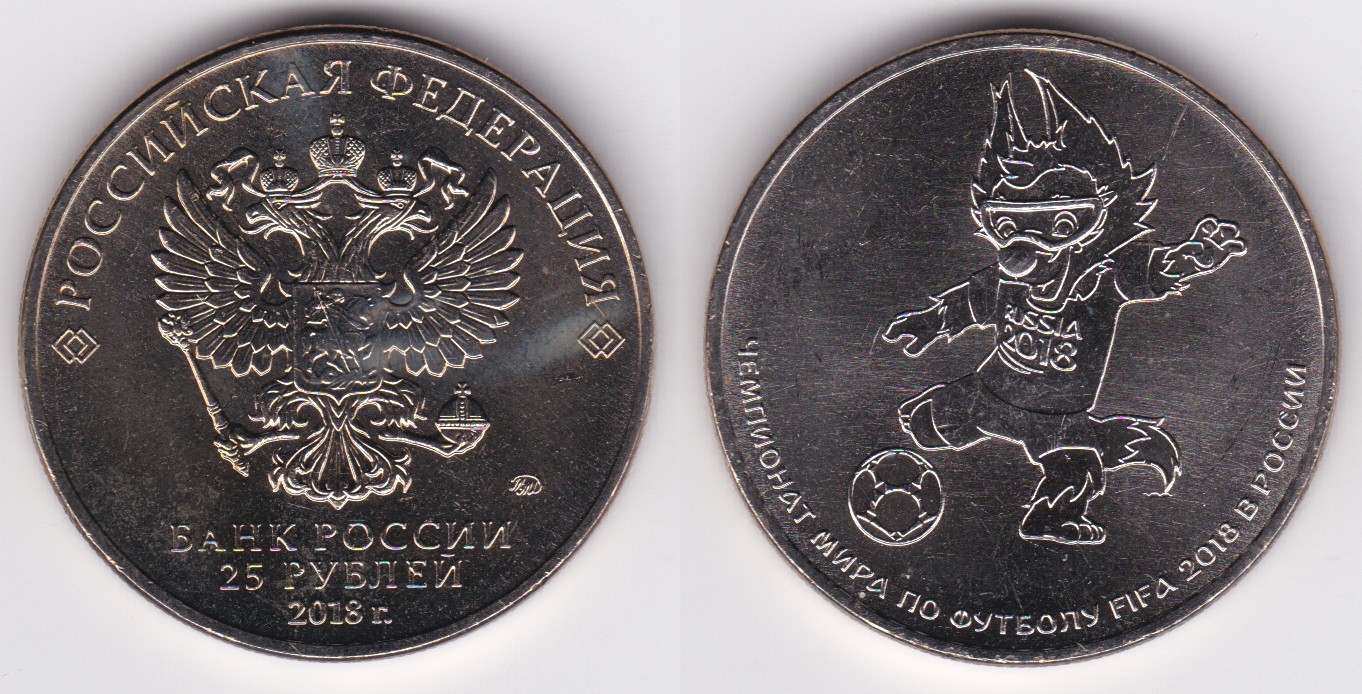 РОССИЙСКАЯ ФЕДЕРАЦИЯ
БАНК РОССИИ
25 РУБЛЕЙ
2018 г.
RUSSIA
2018
ЧЕМПИОНАТ МИРА ПО ФУТБОЛУ FIFA 2018 В РОССИИ